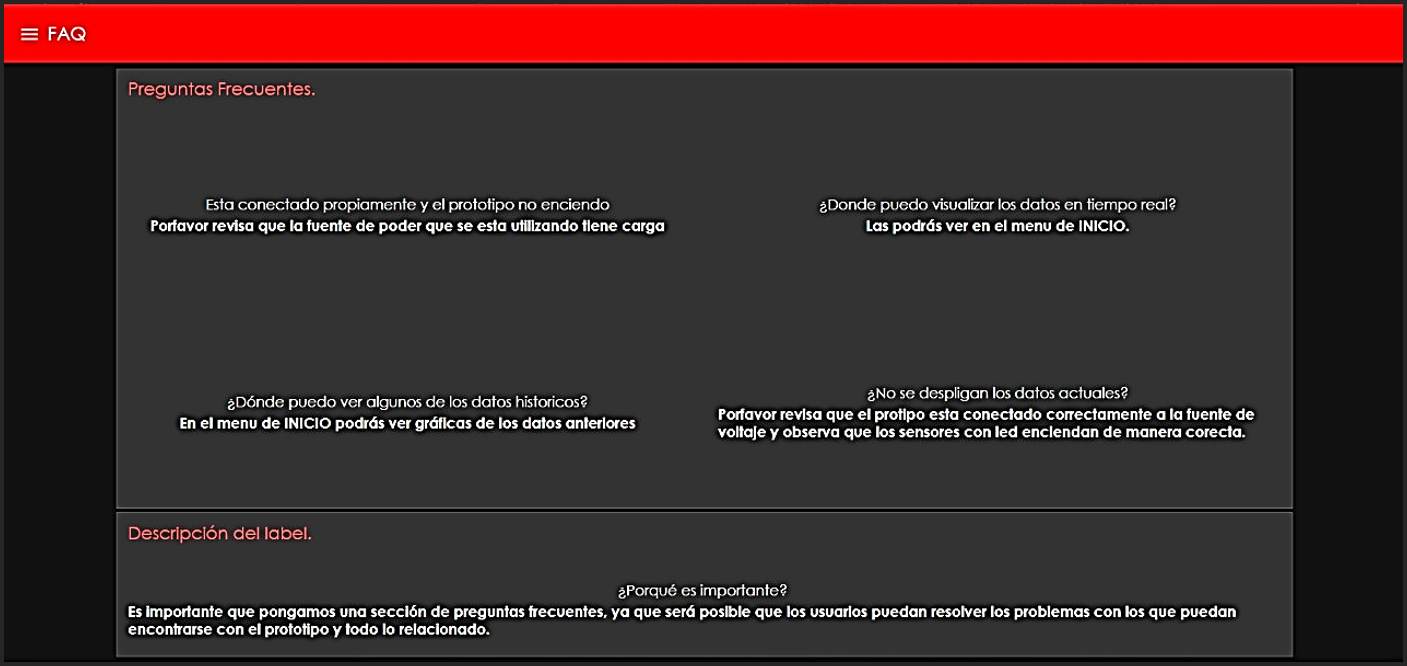 FAQ
Preguntas Frecuentes.
Esta conectado propiamente y el prototipo no enciendo
Porfavor revisa que la fuente de poder que se esta utilizando tiene carga
¿Donde puedo visualizar los datos en tiempo real?
Las podrás ver en el menu de INICIO.
¿Dónde puedo ver algunos de los datos historicos?
En el menu de INICIO podrás ver gráficas de los datos anteriores
¿No se despligan los datos actuales?
Porfavor revisa que el protipo esta conectado correctamente a la fuente de
voltaje y observa que los sensores con led enciendan de manera corecta.
Descripción del label.
¿Porqué es importante?
Es importante que pongamos una sección de preguntas frecuentes, ya que será posible que los usuarios puedan resolver los problemas con los que puedan
encontrarse con el prototipo y todo lo relacionado.